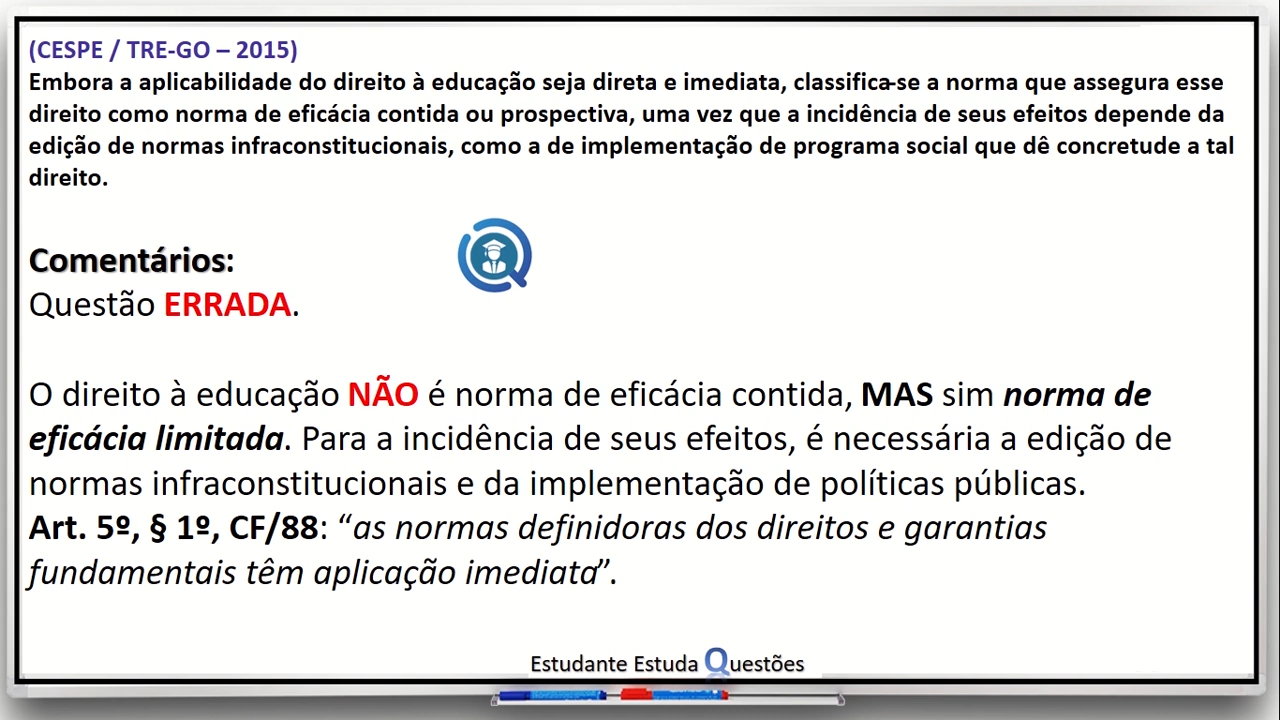 (CESPE / TRE-GO – 2015)
Embora a aplicabilidade do direito à educação seja direta e imediata, classifica-se a norma que assegura esse
direito como norma de eficácia contida ou prospectiva, uma vez que a incidência de seus efeitos depende da
edição de normas infraconstitucionais, como a de implementação de programa social que dê concretude a tal
direito.
Comentários:
Questão ERRADA.
O direito à educação NÃO é norma de eficácia contida, MAS sim norma de
eficácia limitada. Para a incidência de seus efeitos, é necessária a edição de
normas infraconstitucionais e da implementação de políticas públicas.
Art. 5º, § 1º, CF/88: “as normas definidoras dos direitos e garantias
fundamentais têm aplicação imediata”.
Estudante Estuda Questões